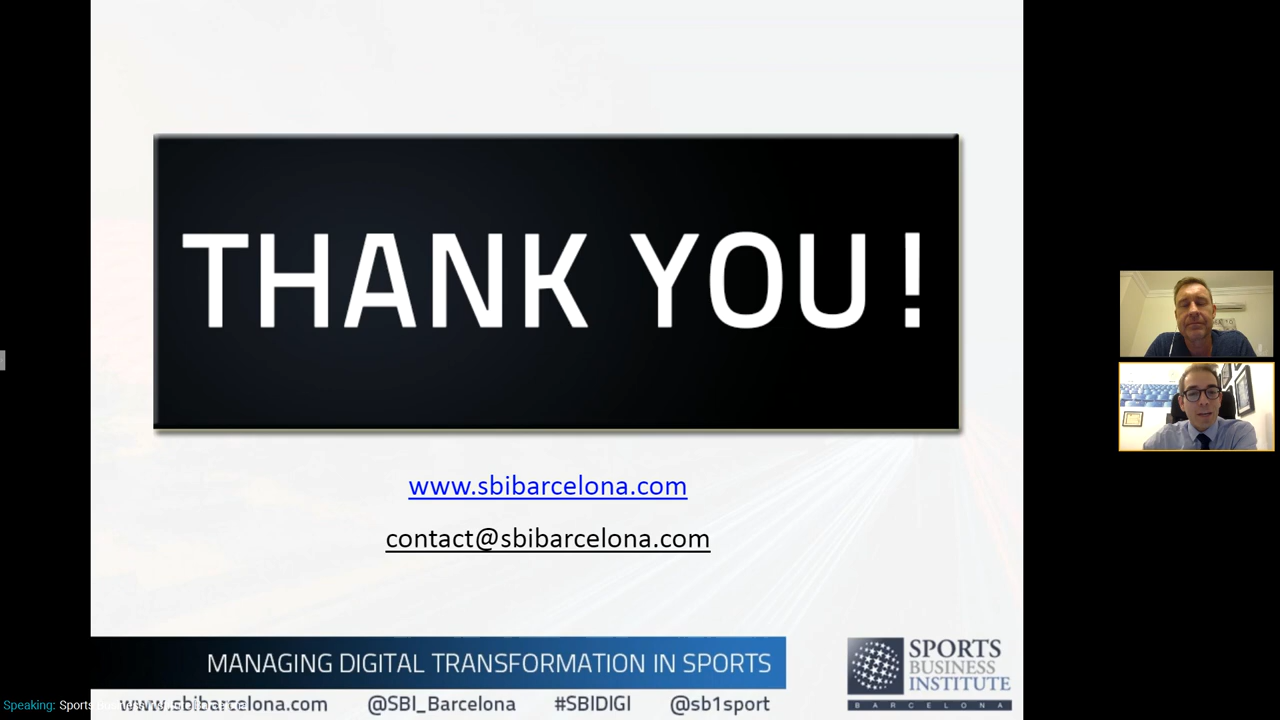 THANK YOU!
www.sbibarcelona.com
contact@sbibarcelona.com
MANAGING DIGITAL TRANSFORMATION IN SPORTS
SPORTS
BUSINESS
INSTITUTE
BARCELONA
www.sbibarcelona.com @SBI_Barcelona #SBIDIGI @sb1sport
Speaking: Sports